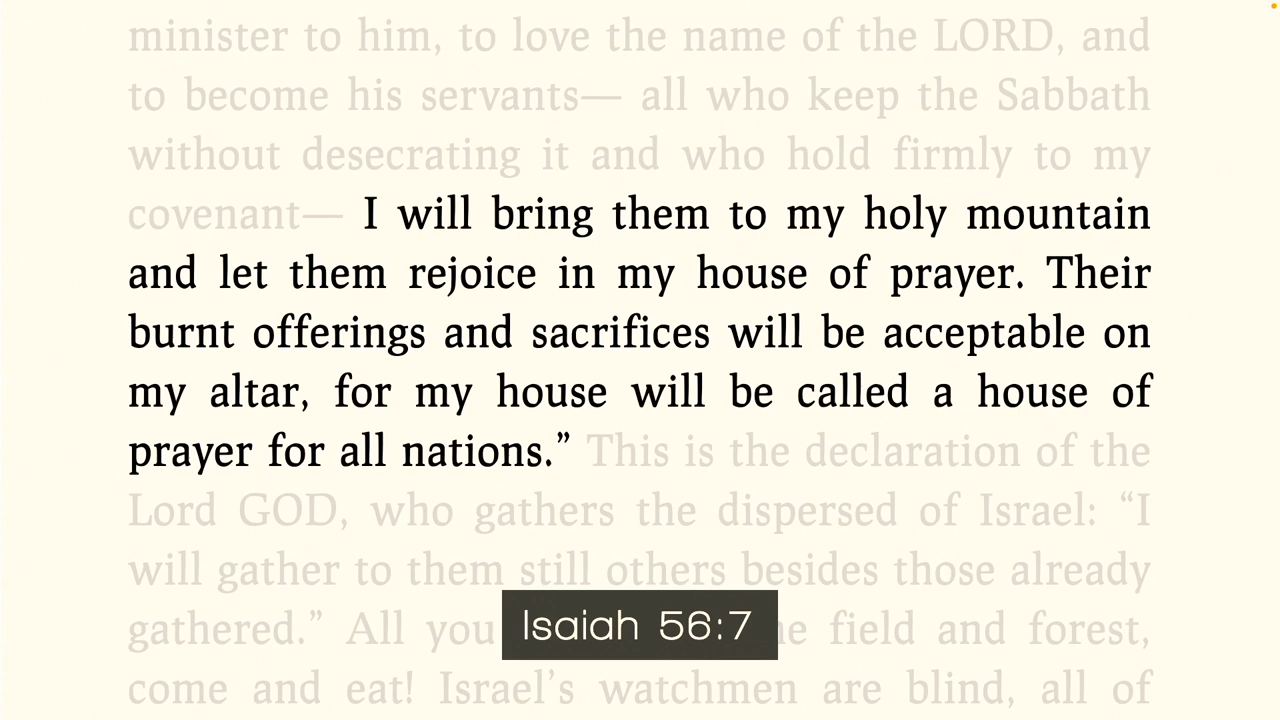 minister to him, to love the name of the LORD, and
to become his servants— all who keep the Sabbath
without desecrating it and who hold firmly to my
covenant— I will bring them to my holy mountain
and let them rejoice in my house of prayer. Their
burnt offerings and sacrifices will be acceptable on
my altar, for my house will be called a house of
prayer for all nations.” This is the declaration of the
Lord GOD, who gathers the dispersed of Israel: “I
will gather to them still others besides those already
gathered.” All you field and forest,
Isaiah 56:7
come and eat! Israel’s watchmen are blind, all of